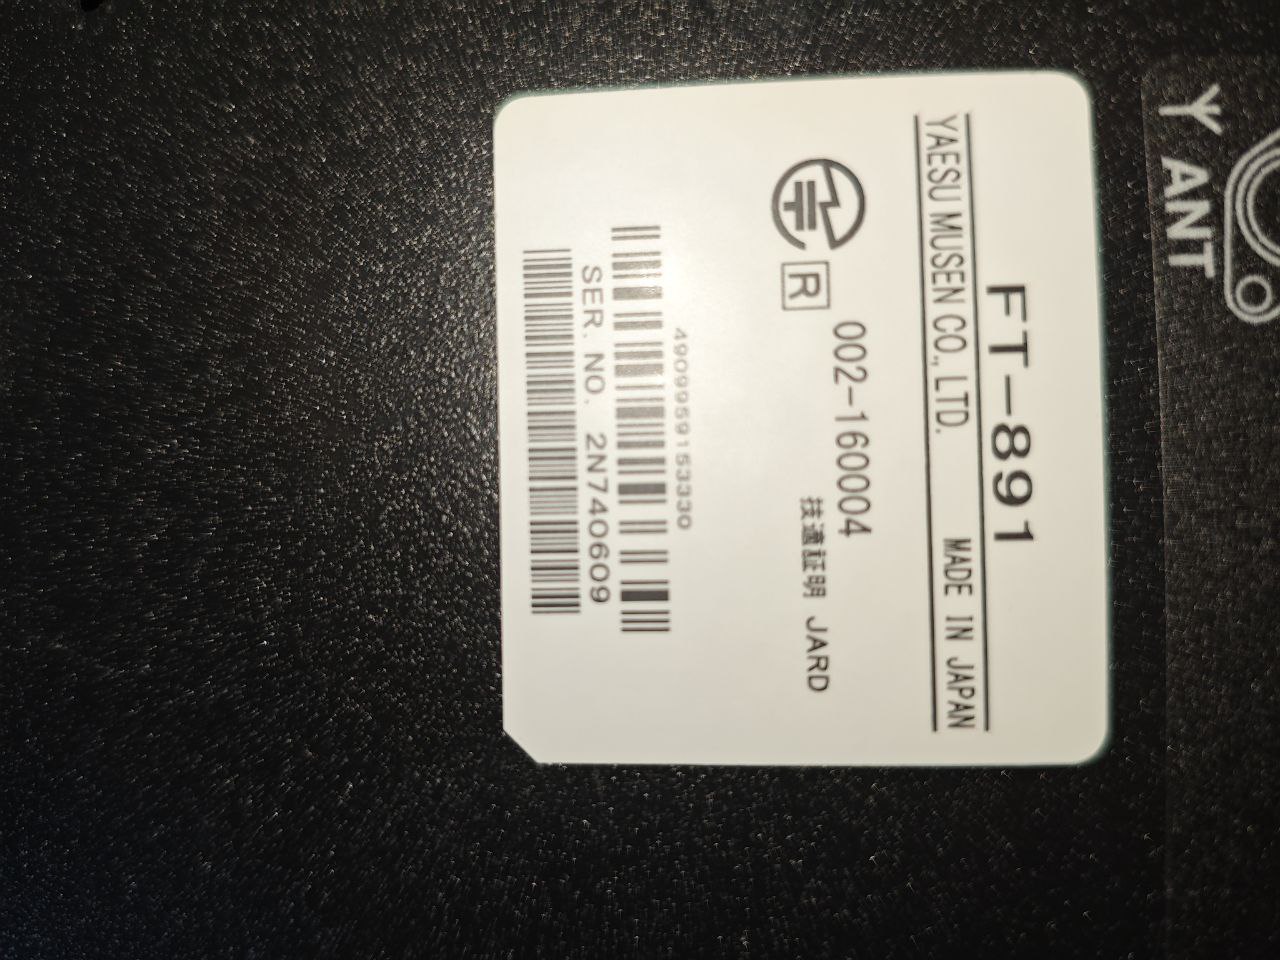 FT-891
YAESU MUSEN CO., LTD. MADE IN JAPAN
R 002-160004
技適証明 JARD
4909959153330
SER. NO. 2N740609
Y ANT